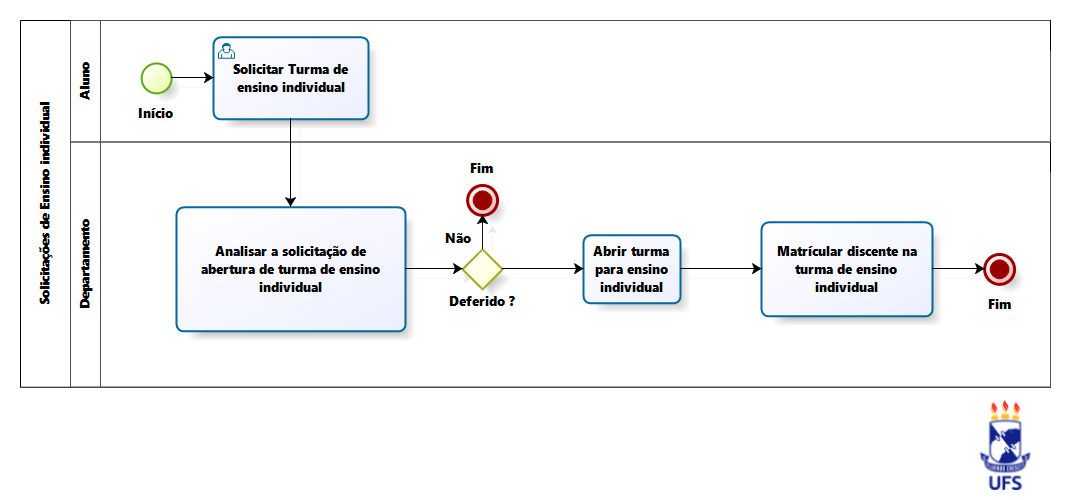 Solicitações de Ensino individual
Aluno
Início
Solicitar Turma de
ensino individual
Departamento
Analisar a solicitação de
abertura de turma de ensino
individual
Fim
Não
Deferido ?
Abrir turma
para ensino
individual
Matrícular discente na
turma de ensino
individual
Fim
UFS